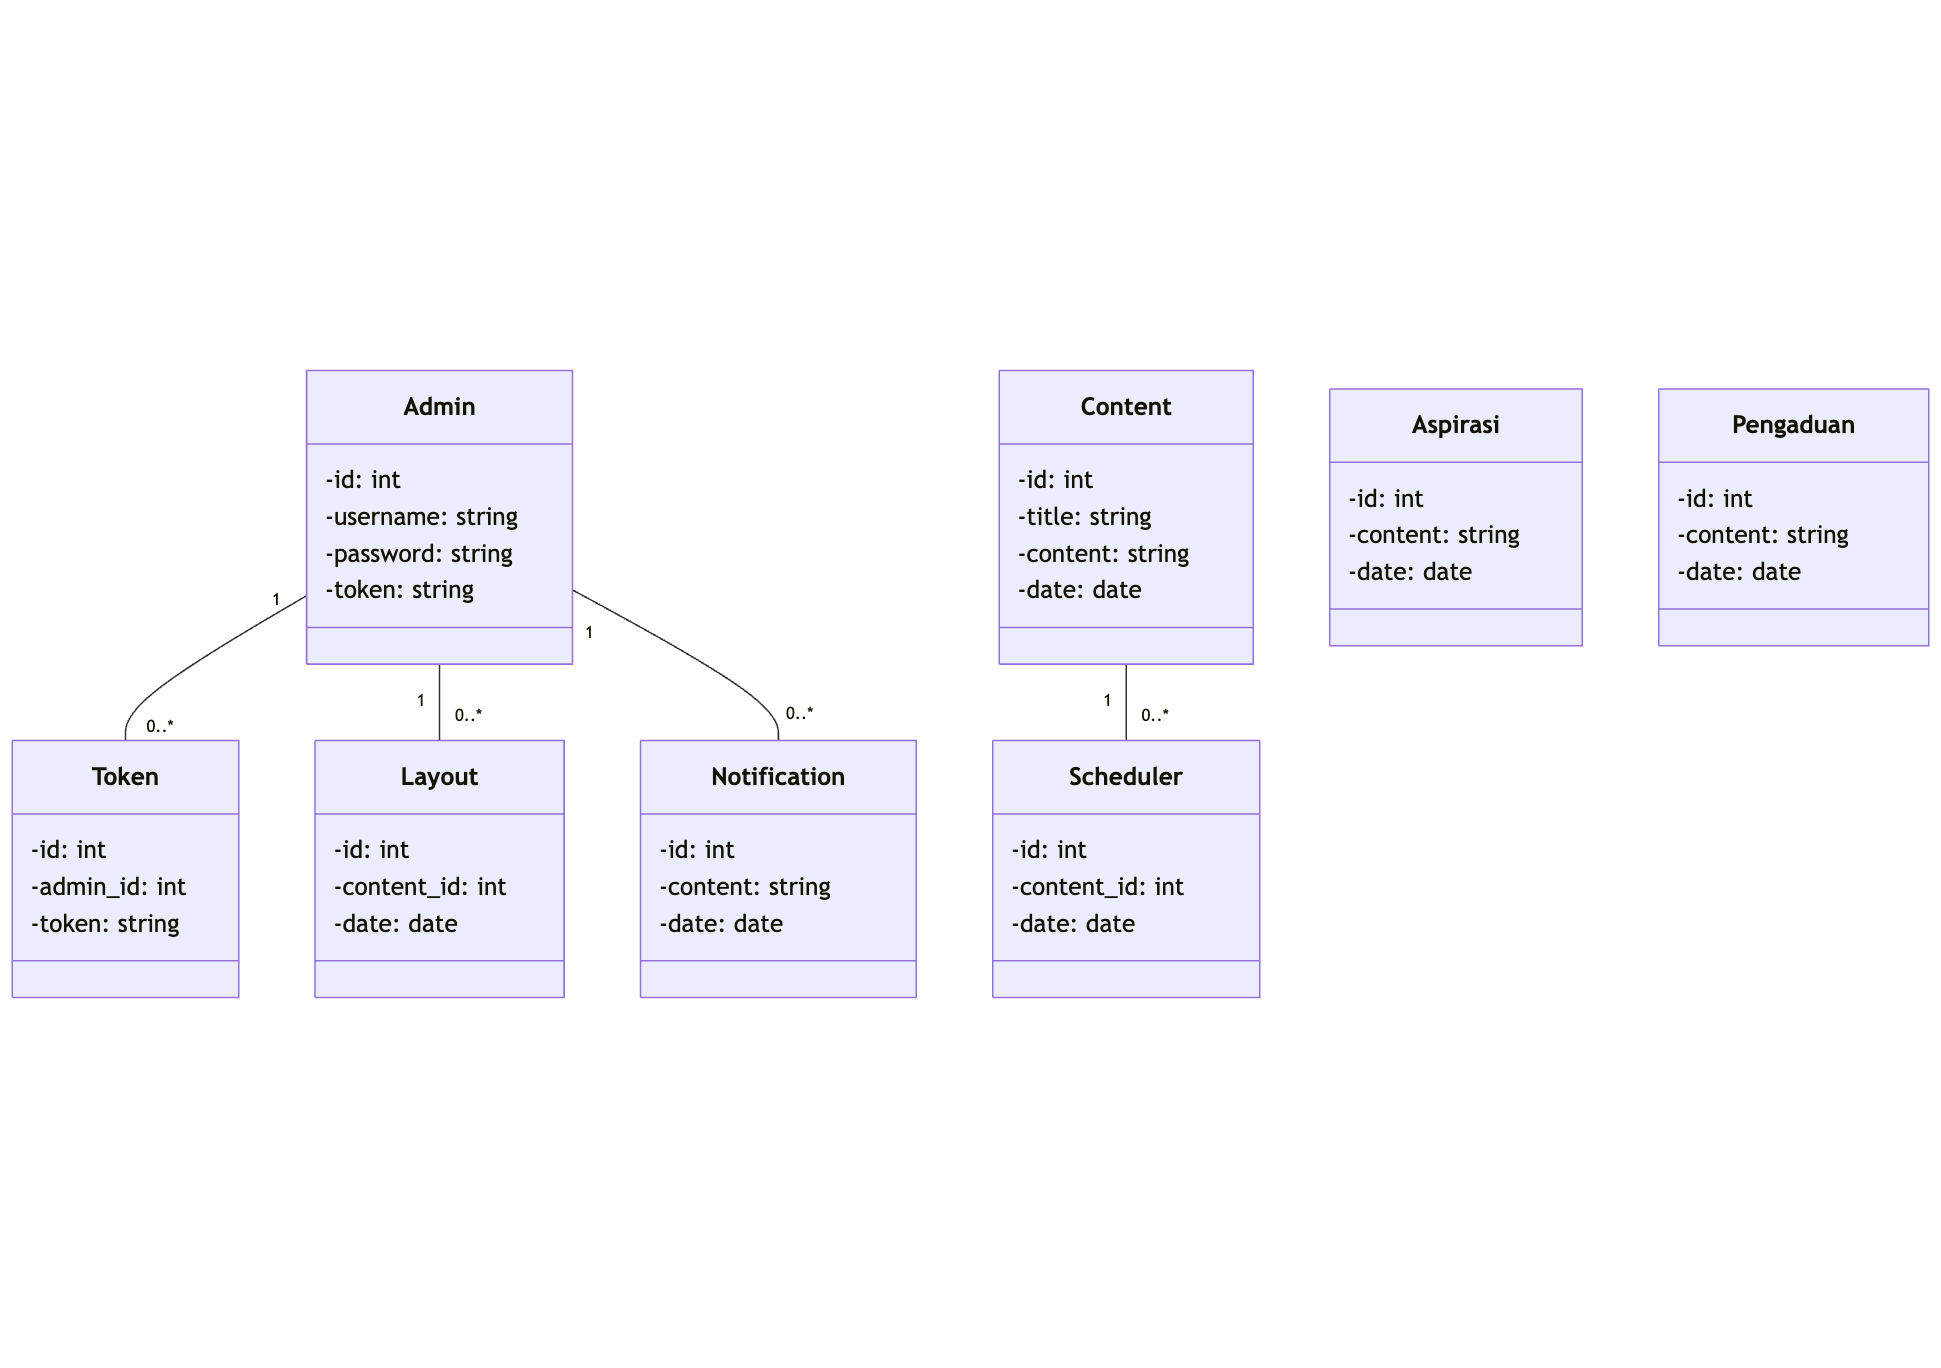 Admin
-id: int
-username: string
-password: string
-token: string
Content
-id: int
-title: string
-content: string
-date: date
Aspirasi
-id: int
-content: string
-date: date
Pengaduan
-id: int
-content: string
-date: date
1
0..*
1
0..*
1
0..*
1
0..*
Token
-id: int
-admin_id: int
-token: string
Layout
-id: int
-content_id: int
-date: date
Notification
-id: int
-content: string
-date: date
Scheduler
-id: int
-content_id: int
-date: date